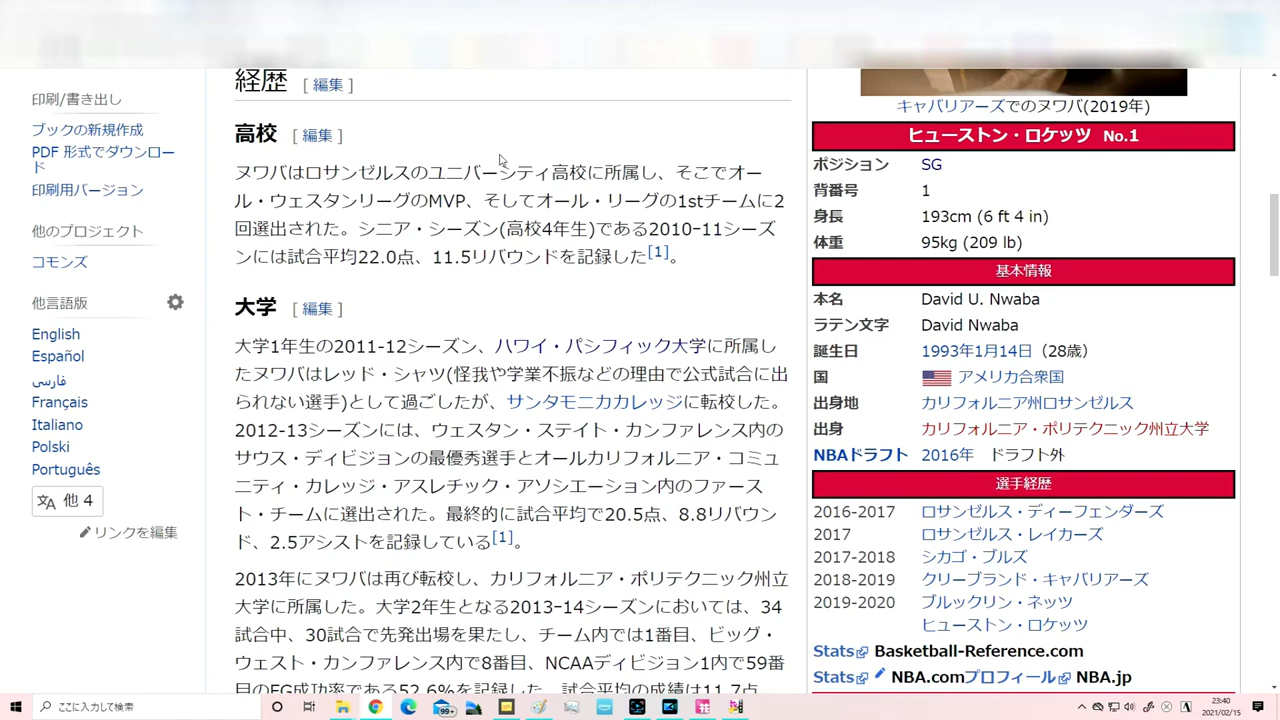 印刷/書き出し
ブックの新規作成
PDF 形式でダウンロー
ド
印刷用バージョン
他のプロジェクト
コモンズ
他言語版
English
Español
فارسی
Français
Italiano
Polski
Português
他 4
リンクを編集
経歴 [ 編集 ]
高校 [ 編集 ]
ヌワバはロサンゼルスのユニバーシティ高校に所属し、そこでオー
ル・ウェスタンリーグのMVP、そしてオール・リーグの1stチームに2
回選出された。シニア・シーズン(高校4年生)である2010-11シーズ
ンには試合平均22.0点、11.5リバウンドを記録した[1]。
大学 [ 編集 ]
大学1年生の2011-12シーズン、ハワイ・パシフィック大学に所属し
たヌワバはレッド・シャツ(怪我や学業不振などの理由で公式試合に出
られない選手)として過ごしたが、サンタモニカカレッジに転校した。
2012-13シーズンには、ウェスタン・ステイト・カンファレンス内の
サウス・ディビジョンの最優秀選手とオールカリフォルニア・コミュ
ニティ・カレッジ・アスレチック・アソシエーション内のファース
ト・チームに選出された。最終的に試合平均で20.5点、8.8リバウン
ド、2.5アシストを記録している[1]。
2013年にヌワバは再び転校し、カリフォルニア・ポリテクニック州立
大学に所属した。大学2年生となる2013-14シーズンにおいては、34
試合中、30試合で先発出場を果たし、チーム内では1番目、ビッグ・
ウェスト・カンファレンス内で8番目、NCAAディビジョン1内で59番
目のFG成功率である52.6%を記録した。試合平均の成績は11.7点、
キャバリアーズでのヌワバ(2019年)
ヒューストン・ロケッツ No.1
ポジション SG
背番号 1
身長 193cm (6 ft 4 in)
体重 95kg (209 lb)
基本情報
本名 David U. Nwaba
ラテン文字 David Nwaba
誕生日 1993年1月14日（28歳）
国 アメリカ合衆国
出身地 カリフォルニア州ロサンゼルス
出身 カリフォルニア・ポリテクニック州立大学
NBAドラフト 2016年 ドラフト外
選手経歴
2016-2017 ロサンゼルス・ディーフェンダーズ
2017 ロサンゼルス・レイカーズ
2017-2018 シカゴ・ブルズ
2018-2019 クリーブランド・キャバリアーズ
2019-2020 ブルックリン・ネッツ
ヒューストン・ロケッツ
Stats Basketball-Reference.com
Stats NBA.comプロフィール NBA.jp
ここに入力して検索
99+
A
23:40
2021/02/15